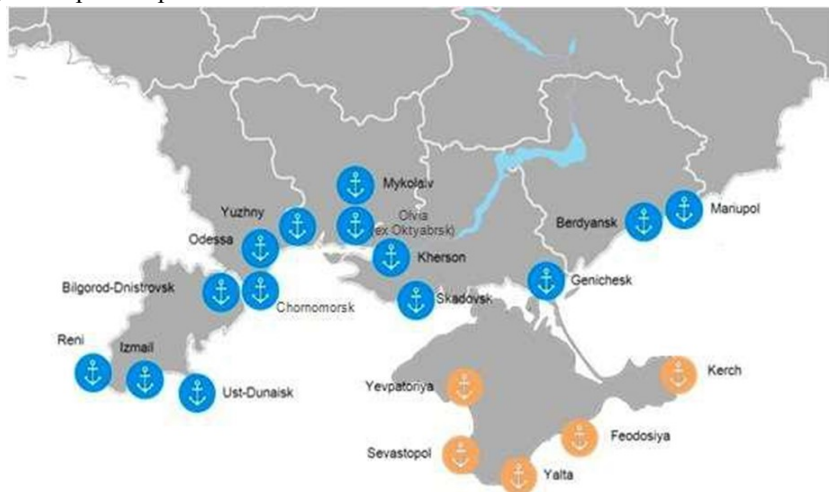 Mykolaiv
Yuzhny
Olvia
(ex Oktyabrsk)
Odessa
Kherson
Berdyansk
Mariupol
Bilgorod-Dnistrovsk
Chornomorsk
Skadovsk
Genichesk
Reni
Izmail
Ust-Dunaisk
Yevpatoriya
Kerch
Sevastopol
Feodosiya
Yalta